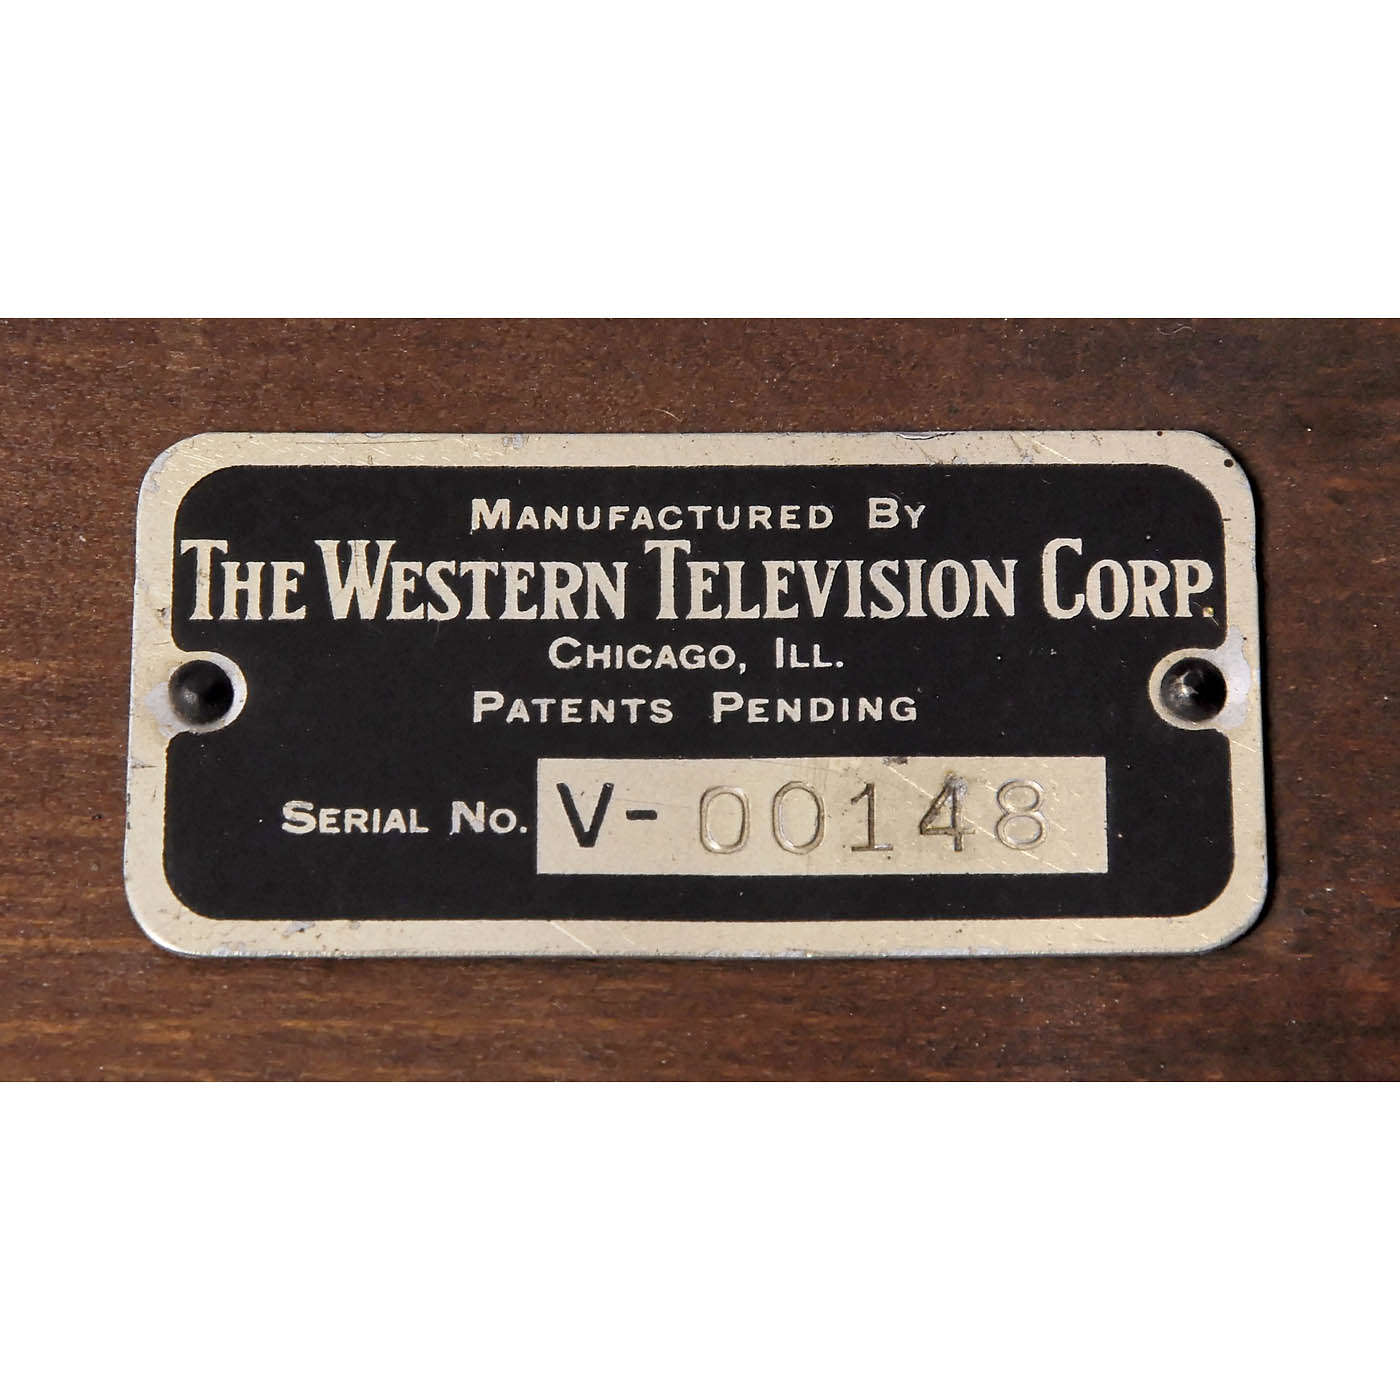 Manufactured By
The Western Television Corp.
Chicago, Ill.
Patents Pending
Serial No. V-00148